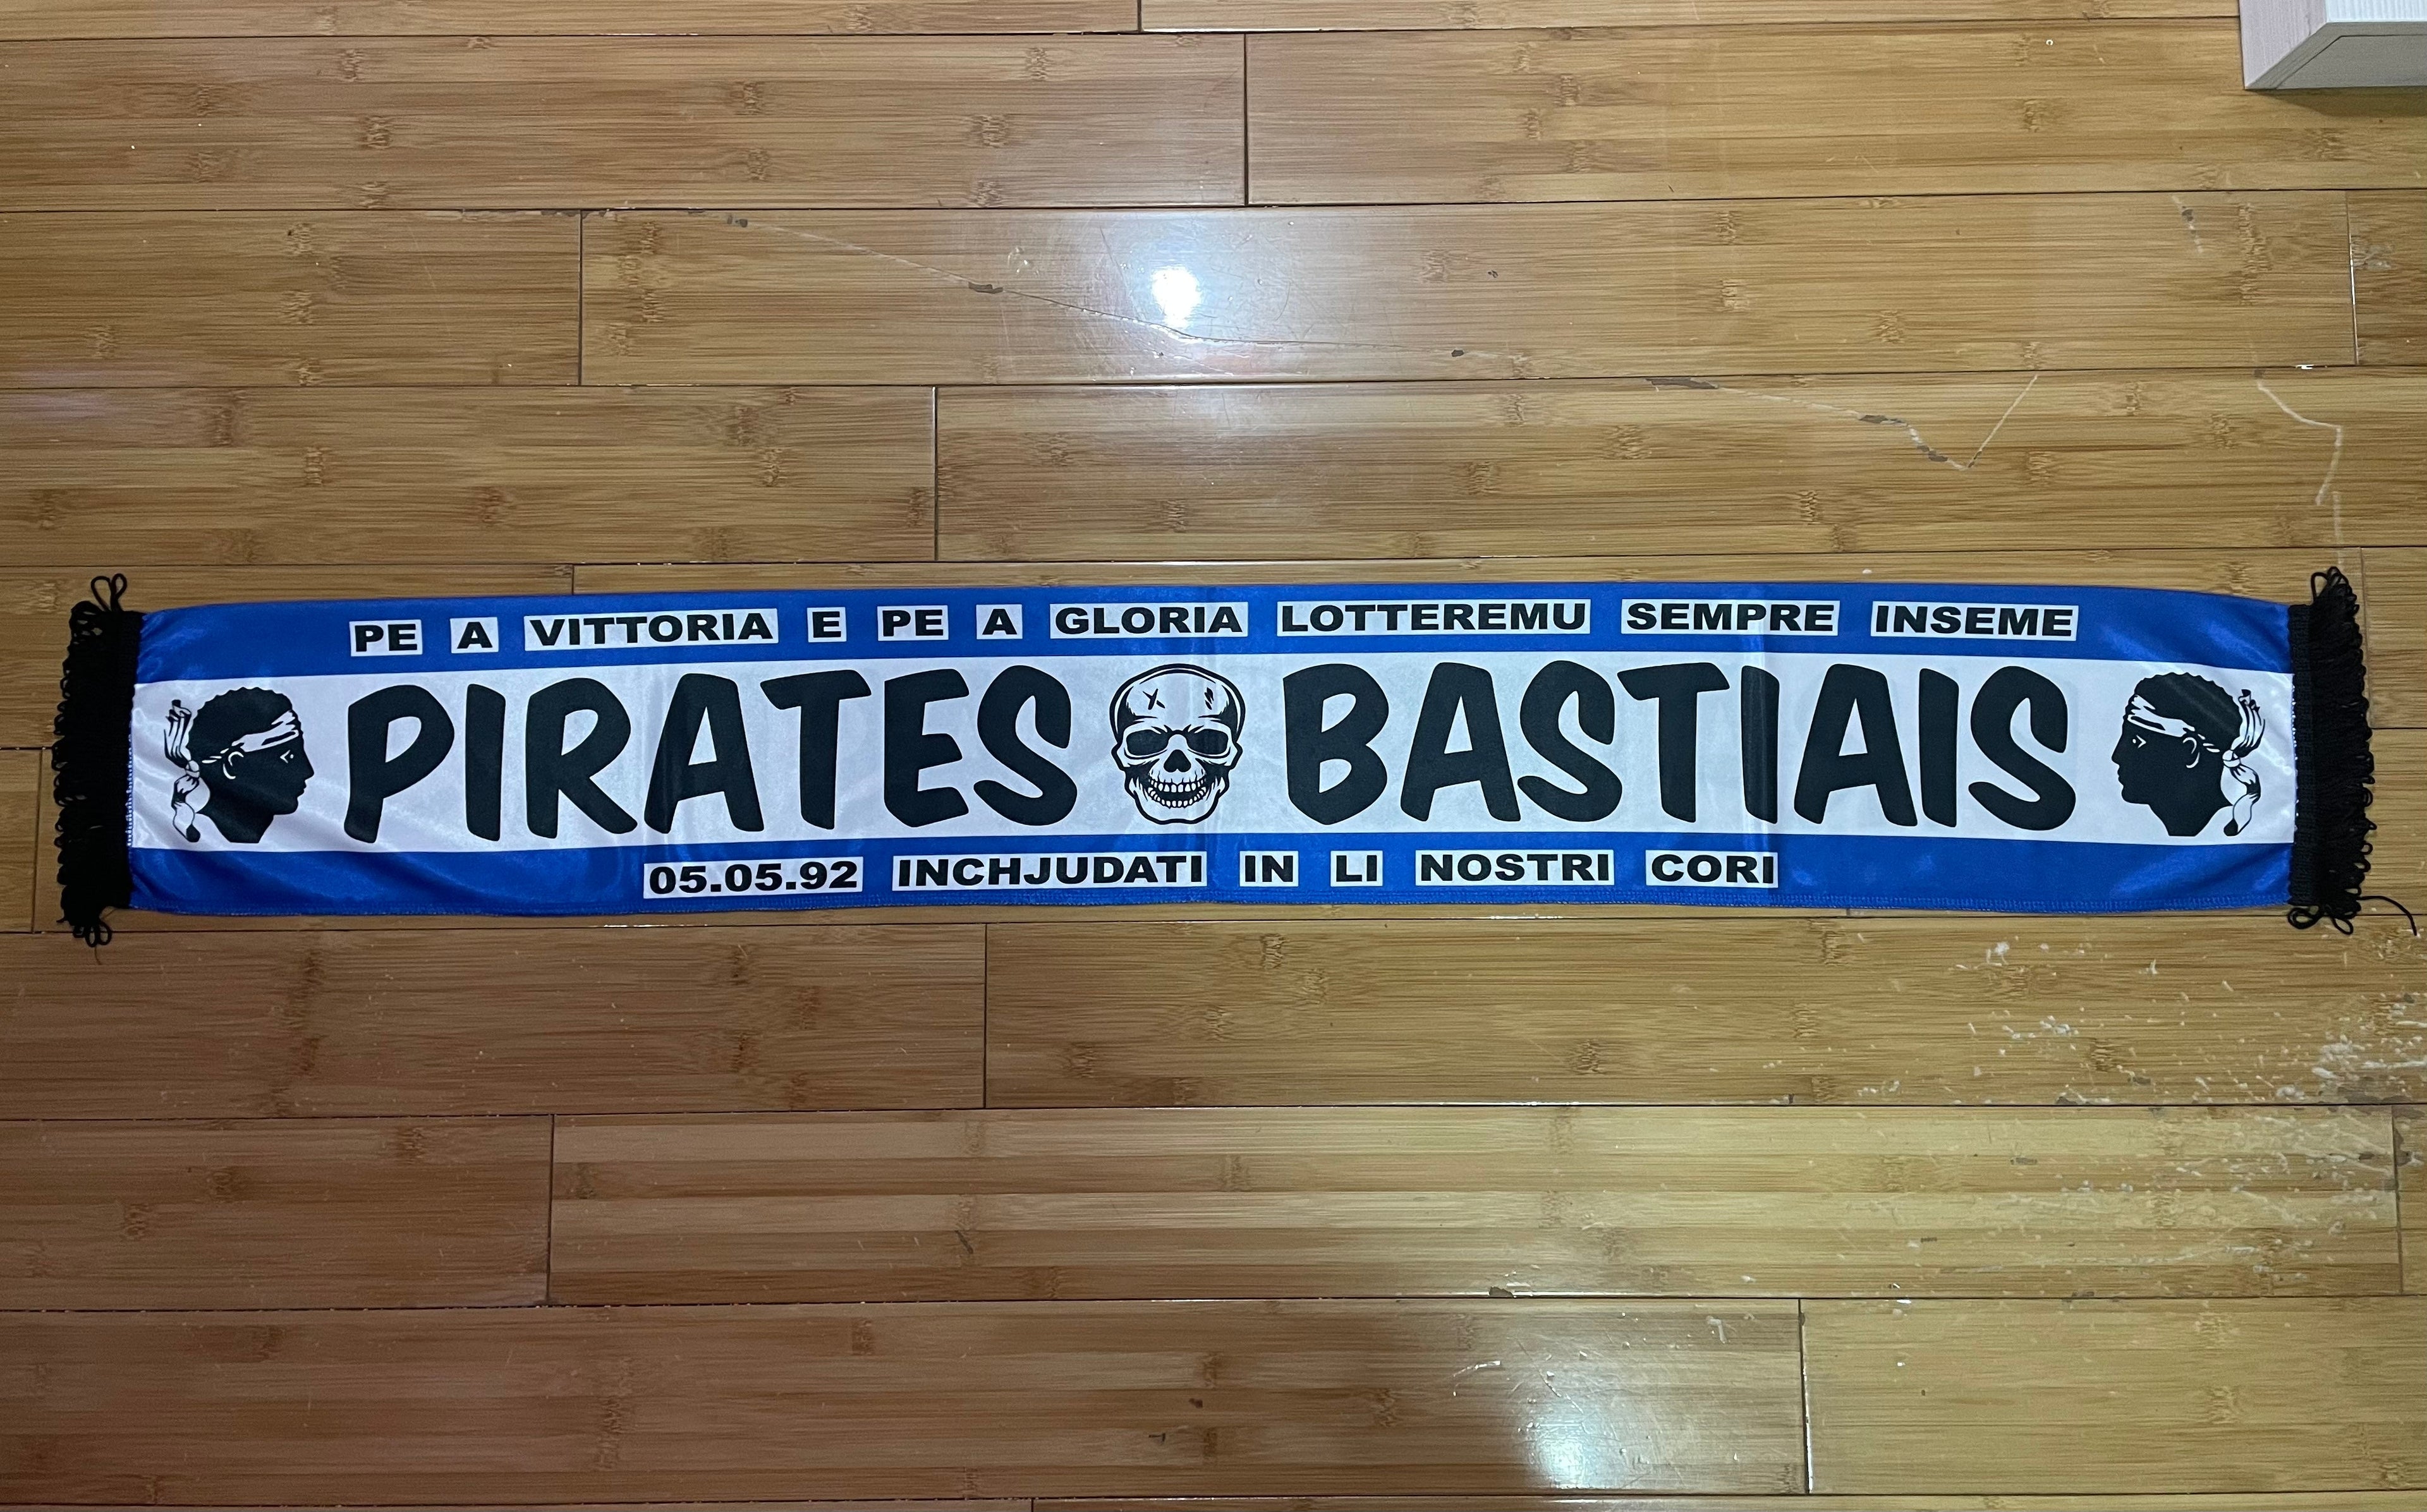 PE A VITTORIA E PE A GLORIA LOTTEREMU SEMPRE INSEME
PIRATES BASTIAIS
05.05.92 INCHJUDATI IN LI NOSTRI CORI